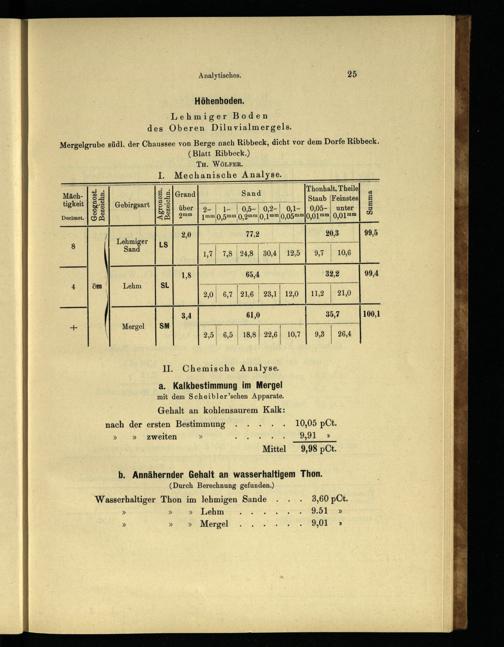 Analytisches. 25
Höhenboden.
Lehmiger Boden
des Oberen Diluvialmergels.
Mergelgrube südl. der Chaussee von Berge nach Ribbeck, dicht vor dem Dorfe Ribbeck.
(Blatt Ribbeck.)
TH. WÖLFER.
I. Mechanische Analyse.
Mäch-tigkeit Decimet. Geognost. Bezeichn. Gebirgsart Agronom. Bezeichn. Grand über 2mm Sand Thonhalt. Theile Summa
2–1mm 1–0,5mm 0,5–0,2mm 0,2–0,1mm 0,1–0,05mm Staub 0,05–0,01mm Feinstes unter 0,01mm
8 Lehmiger Sand LS 2,0 77,2 20,3 99,5
1,7 7,8 24,8 30,4 12,5 9,7 10,6
4 ðm Lehm SL 1,8 65,4 32,2 99,4
2,0 6,7 21,6 23,1 12,0 11,2 21,0
+ Mergel SM 3,4 61,0 35,7 100,1
2,5 6,5 18,8 22,6 10,7 9,3 26,4
II. Chemische Analyse.
a. Kalkbestimmung im Mergel
mit dem Scheibler'schen Apparate.
Gehalt an kohlensaurem Kalk:
nach der ersten Bestimmung . . . . . 10,05 pCt.
» » zweiten » . . . . . 9,91 »
Mittel 9,98 pCt.
b. Annähernder Gehalt an wasserhaltigem Thon.
(Durch Berechnung gefunden.)
Wasserhaltiger Thon im lehmigen Sande . . . 3,60 pCt.
» » » Lehm . . . . . . 9.51 »
» » » Mergel . . . . . . 9,01 »